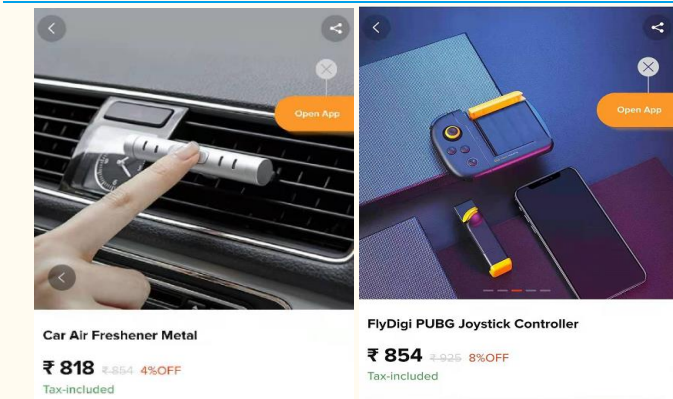 Open App
Car Air Freshener Metal
₹ 818 ₹ 854 4%OFF
Tax-included
Open App
FlyDigi PUBG Joystick Controller
₹ 854 ₹ 925 8%OFF
Tax-included